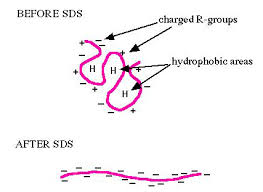 BEFORE SDS
charged R-groups
hydrophobic areas
H
H
H
AFTER SDS